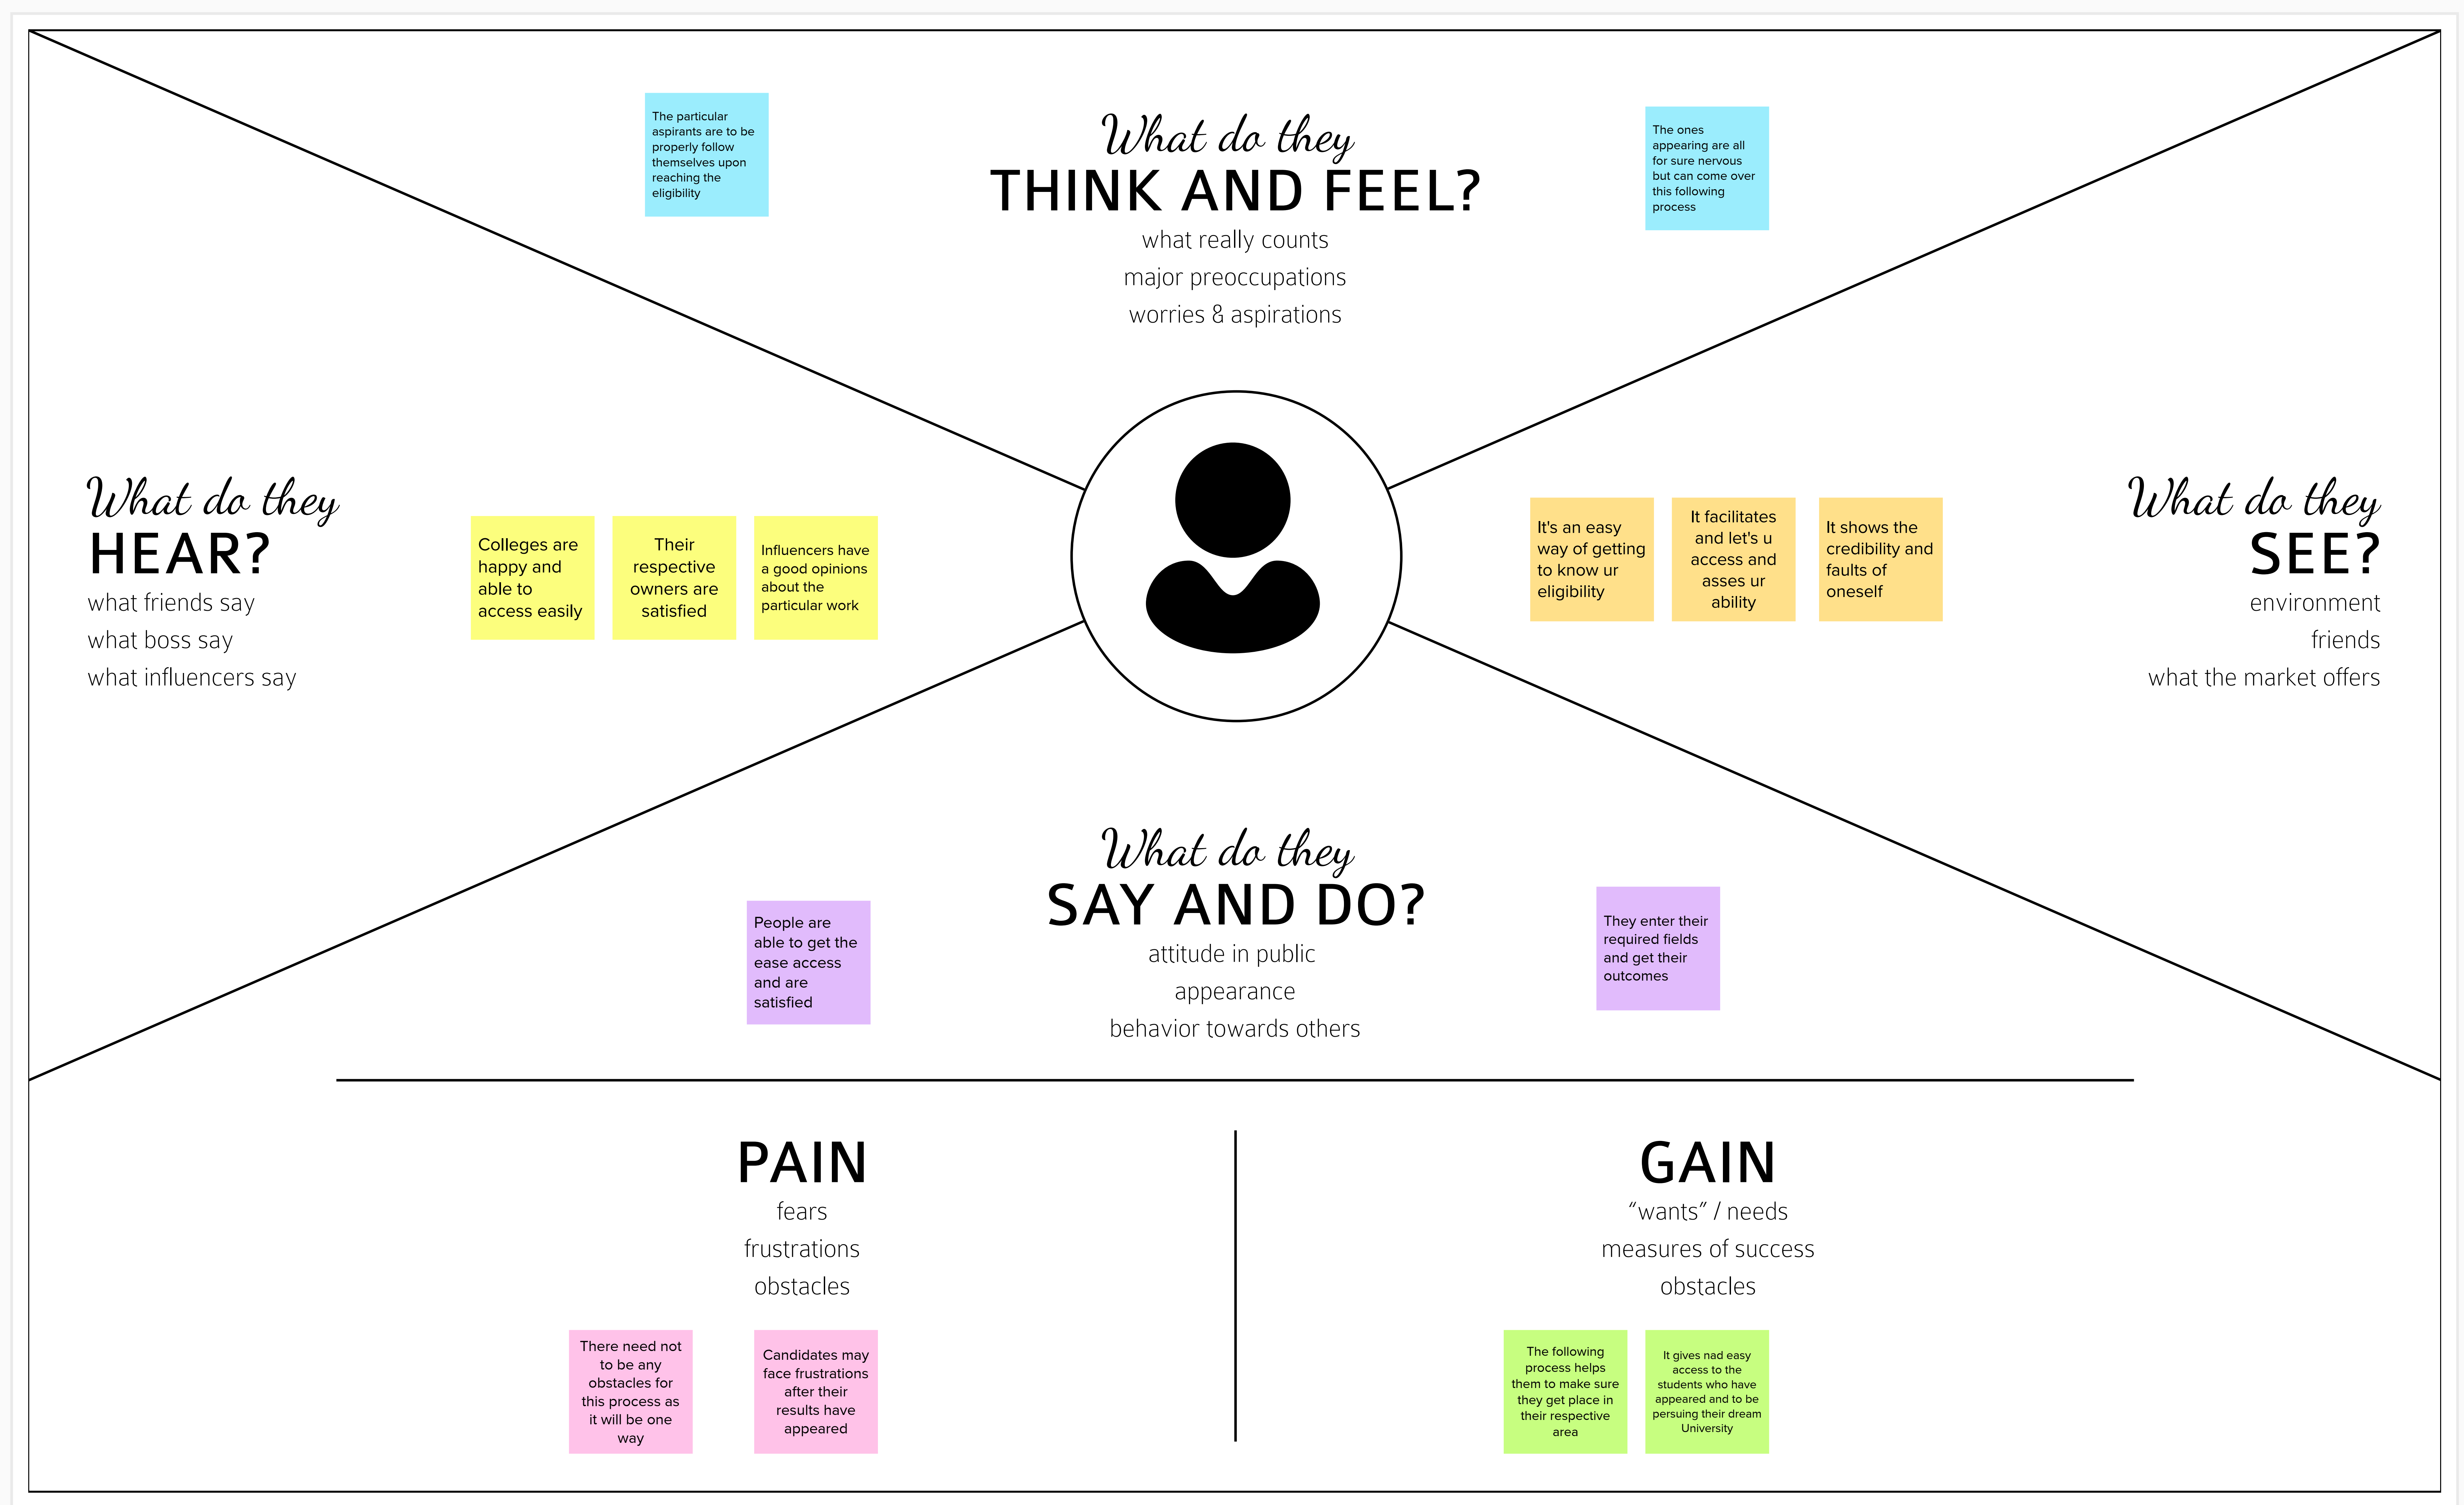 The particular
aspirants are to be
properly follow
themselves upon
reaching the
eligibility
What do they
THINK AND FEEL?
what really counts
major preoccupations
worries & aspirations
The ones
appearing are all
for sure nervous
but can come over
this following
process
What do they
HEAR?
what friends say
what boss say
what influencers say
Colleges are
happy and
able to
access easily
Their
respective
owners are
satisfied
Influencers have
a good opinions
about the
particular work
It's an easy
way of getting
to know ur
eligibility
It facilitates
and let's u
access and
asses ur
ability
It shows the
credibility and
faults of
oneself
What do they
SEE?
environment
friends
what the market offers
People are
able to get the
ease access
and are
satisfied
What do they
SAY AND DO?
attitude in public
appearance
behavior towards others
They enter their
required fields
and get their
outcomes
PAIN
fears
frustrations
obstacles
There need not
to be any
obstacles for
this process as
it will be one
way
Candidates may
face frustrations
after their
results have
appeared
GAIN
“wants” / needs
measures of success
obstacles
The following
process helps
them to make sure
they get place in
their respective
area
It gives nad easy
access to the
students who have
appeared and to be
persuing their dream
University